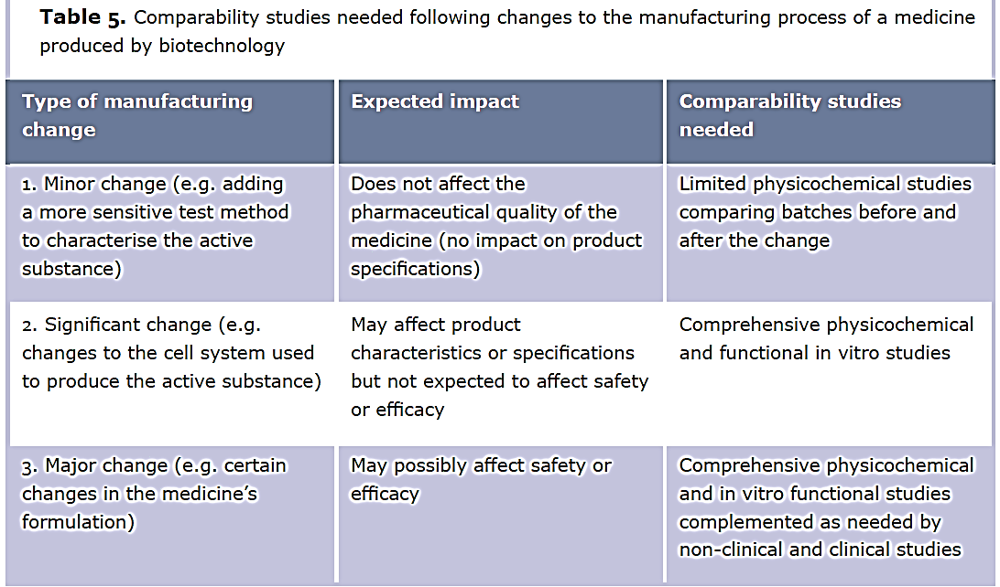 Table 5. Comparability studies needed following changes to the manufacturing process of a medicine
produced by biotechnology
Type of manufacturing
change
Expected impact
Comparability studies
needed
1. Minor change (e.g. adding
a more sensitive test method
to characterise the active
substance)
Does not affect the
pharmaceutical quality of the
medicine (no impact on product
specifications)
Limited physicochemical studies
comparing batches before and
after the change
2. Significant change (e.g.
changes to the cell system used
to produce the active substance)
May affect product
characteristics or specifications
but not expected to affect safety
or efficacy
Comprehensive physicochemical
and functional in vitro studies
3. Major change (e.g. certain
changes in the medicine’s
formulation)
May possibly affect safety or
efficacy
Comprehensive physicochemical
and in vitro functional studies
complemented as needed by
non-clinical and clinical studies